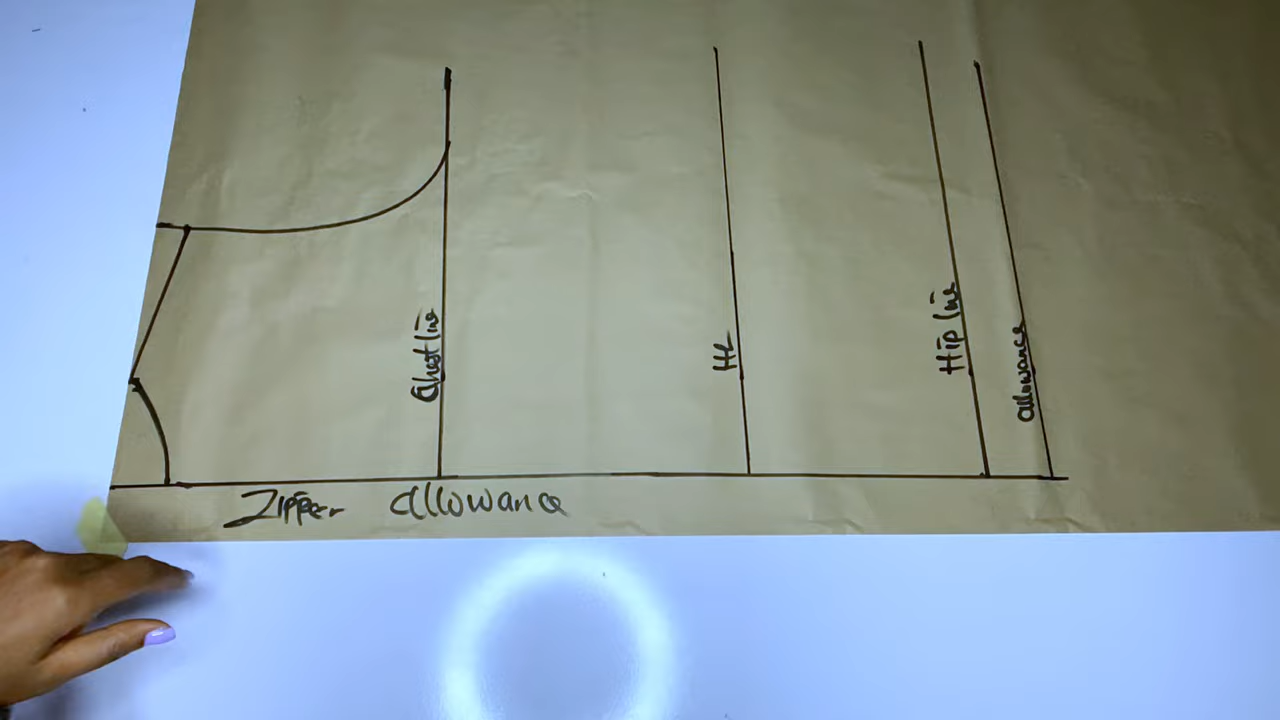 Chest line
HL
Hip line
allowance
Zipper allowance